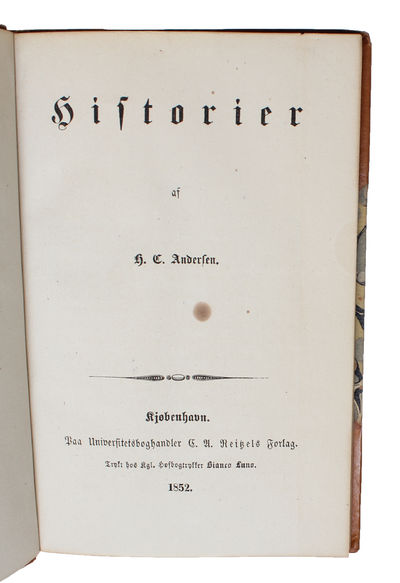 Hiſtorier
af
H. C. Anderſen.
Kjøbenhavn.
Paa Univerſitetsboghandler C. A. Reitzels Forlag.
Trykt hos Kgl. Hofbogtrykker Bianco Luno.
1852.